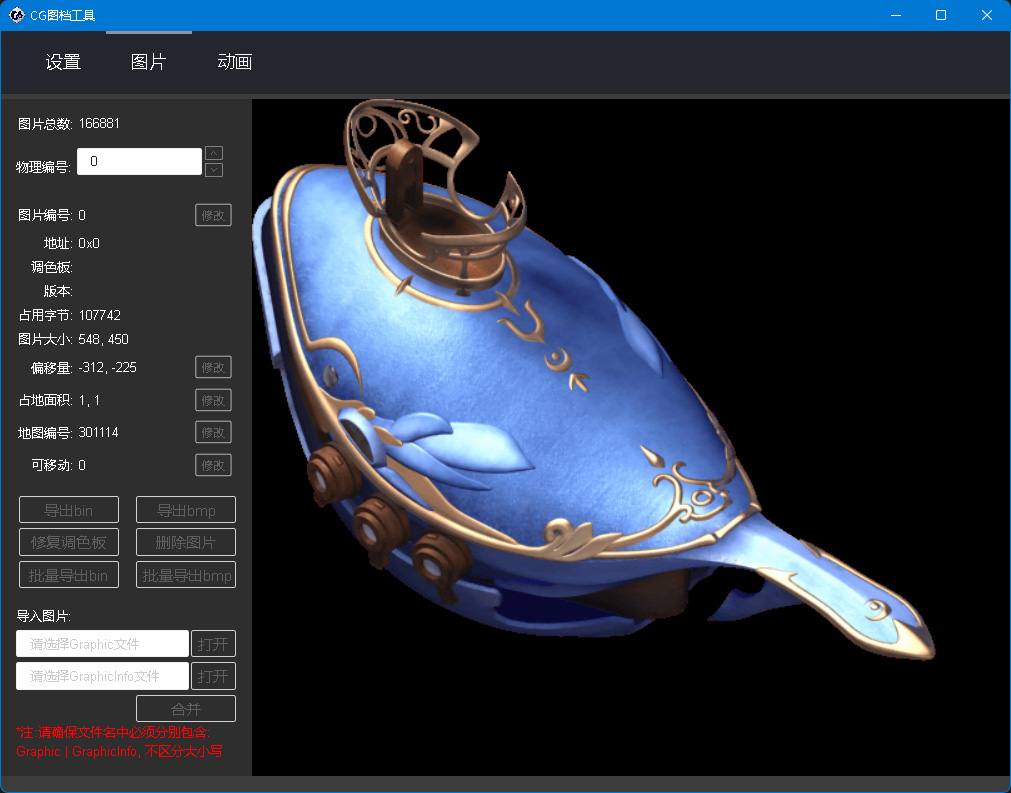 CG图档工具
设置 图片 动画
图片总数: 166881
物理编号: 0
图片编号: 0 修改
地址: 0x0
调色板:
版本:
占用字节: 107742
图片大小: 548, 450
偏移量: -312, -225 修改
占地面积: 1, 1 修改
地图编号: 301114 修改
可移动: 0 修改
导出bin 导出bmp
修复调色板 删除图片
批量导出bin 批量导出bmp
导入图片:
请选择Graphic文件 打开
请选择GraphicInfo文件 打开
合并
*注:请确保文件名中必须分别包含:
Graphic | GraphicInfo, 不区分大小写